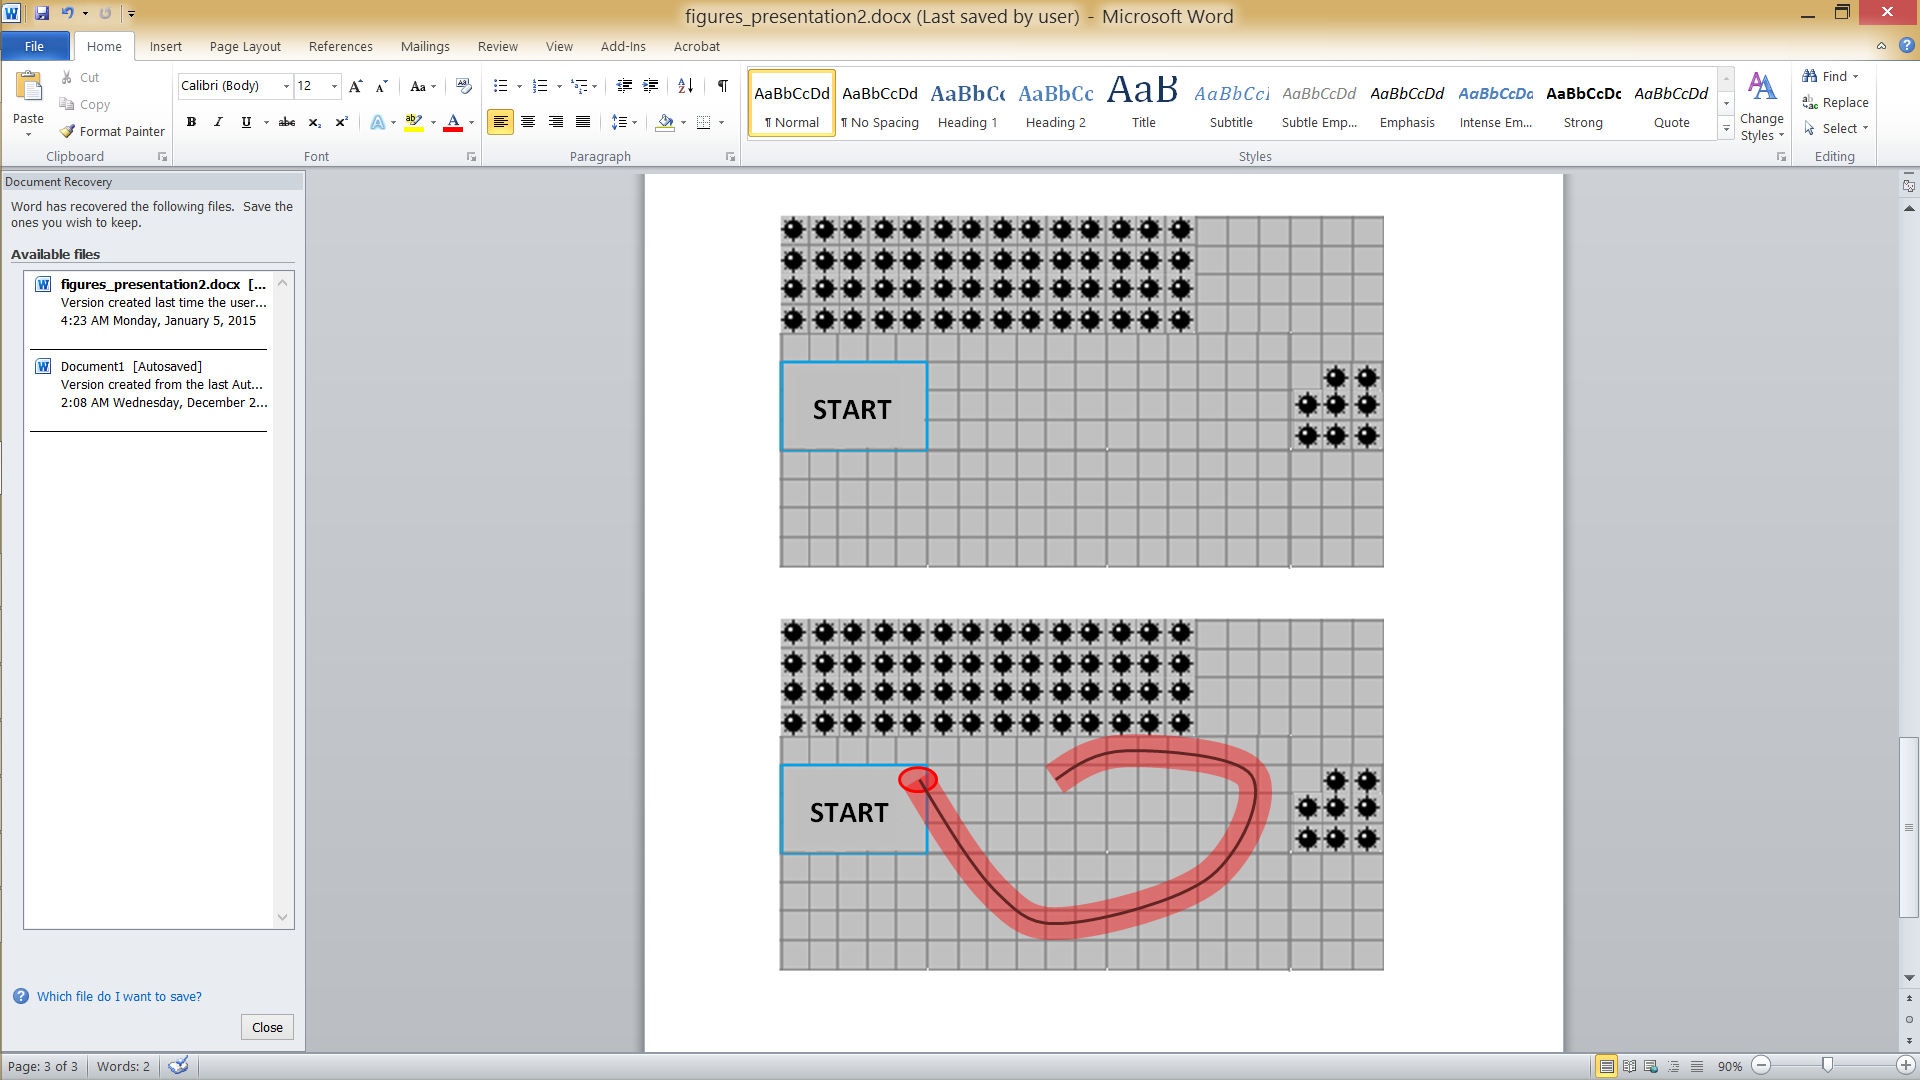 figures_presentation2.docx (Last saved by user) - Microsoft Word
File Home Insert Page Layout References Mailings Review View Add-Ins Acrobat
Paste
Cut
Copy
Format Painter
Clipboard
Calibri (Body) 12
Font
Paragraph
AaBbCcDd AaBbCcDd AaBbCc AaBbCc AaB AaBbCcI AaBbCcDd AaBbCcDd AaBbCcDd AaBbCcDc AaBbCcDd
¶ Normal ¶ No Spacing Heading 1 Heading 2 Title Subtitle Subtle Emp... Emphasis Intense Em... Strong Quote
Styles
Change
Styles
Find
Replace
Select
Editing
Document Recovery
Word has recovered the following files. Save the
ones you wish to keep.
Available files
figures_presentation2.docx [...
Version created last time the user...
4:23 AM Monday, January 5, 2015
Document1 [Autosaved]
Version created from the last Aut...
2:08 AM Wednesday, December 2...
Which file do I want to save?
Close
START
START
Page: 3 of 3 Words: 2 90%